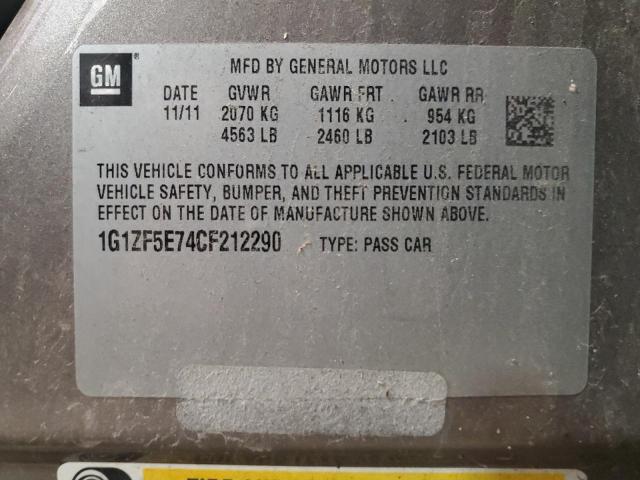 GM
MFD BY GENERAL MOTORS LLC
DATE GVWR GAWR FRT GAWR RR
11/11 2070 KG 1116 KG 954 KG
4563 LB 2460 LB 2103 LB
THIS VEHICLE CONFORMS TO ALL APPLICABLE U.S. FEDERAL MOTOR
VEHICLE SAFETY, BUMPER, AND THEFT PREVENTION STANDARDS IN
EFFECT ON THE DATE OF MANUFACTURE SHOWN ABOVE.
1G1ZF5E74CF212290 TYPE: PASS CAR